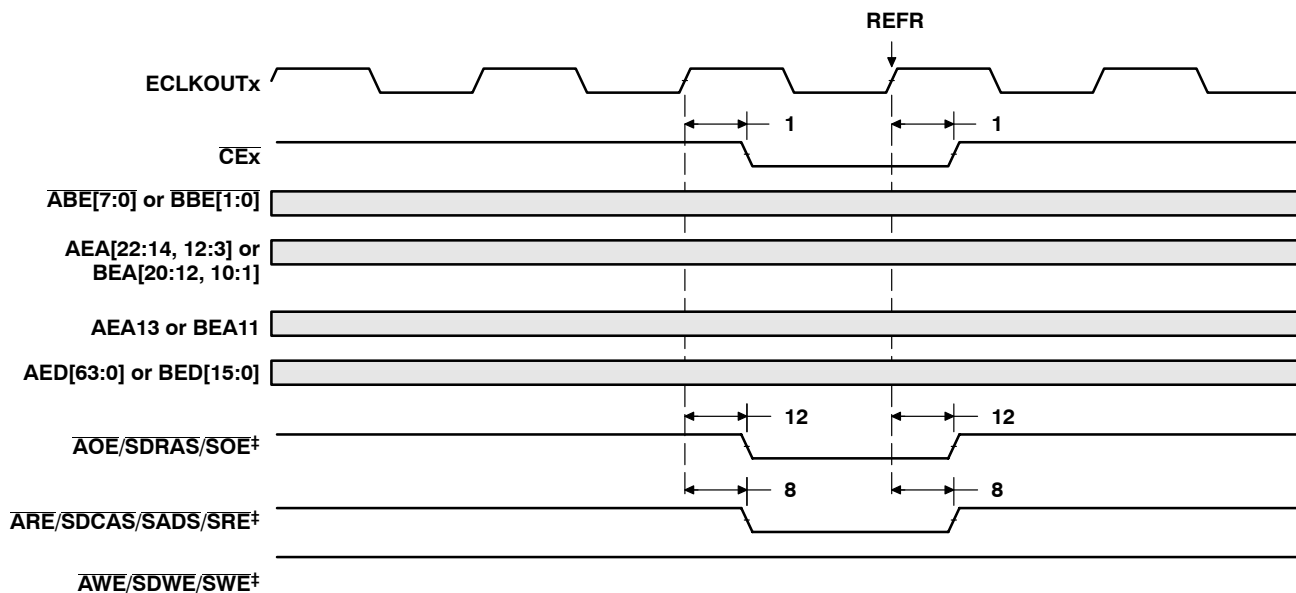 REFR
ECLKOUTx
1 1
CEx
ABE[7:0] or BBE[1:0]
AEA[22:14, 12:3] or
BEA[20:12, 10:1]
AEA13 or BEA11
AED[63:0] or BED[15:0]
12 12
AOE/SDRAS/SOE‡
8 8
ARE/SDCAS/SADS/SRE‡
AWE/SDWE/SWE‡